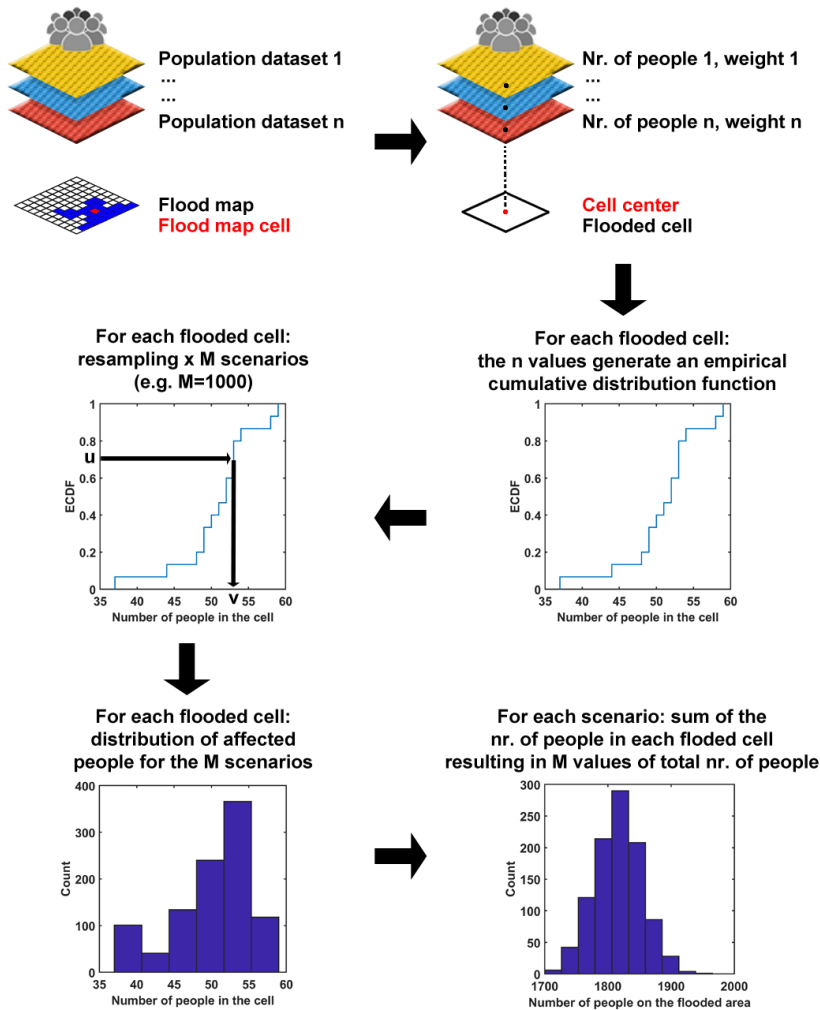 Population dataset 1
...
...
Population dataset n
Flood map
Flood map cell
Nr. of people 1, weight 1
...
...
Nr. of people n, weight n
Cell center
Flooded cell
For each flooded cell:
the n values generate an empirical
cumulative distribution function
1
0.8
0.6
0.4
0.2
0
ECDF
35 40 45 50 55 60
Number of people in the cell
For each flooded cell:
resampling x M scenarios
(e.g. M=1000)
1
u
0.8
0.6
0.4
0.2
0
ECDF
35 40 45 50 v 55 60
Number of people in the cell
For each flooded cell:
distribution of affected
people for the M scenarios
400
300
200
100
0
Count
35 40 45 50 55 60
Number of people in the cell
For each scenario: sum of the
nr. of people in each floded cell
resulting in M values of total nr. of people
300
250
200
150
100
50
0
Count
1700 1800 1900 2000
Number of people on the flooded area